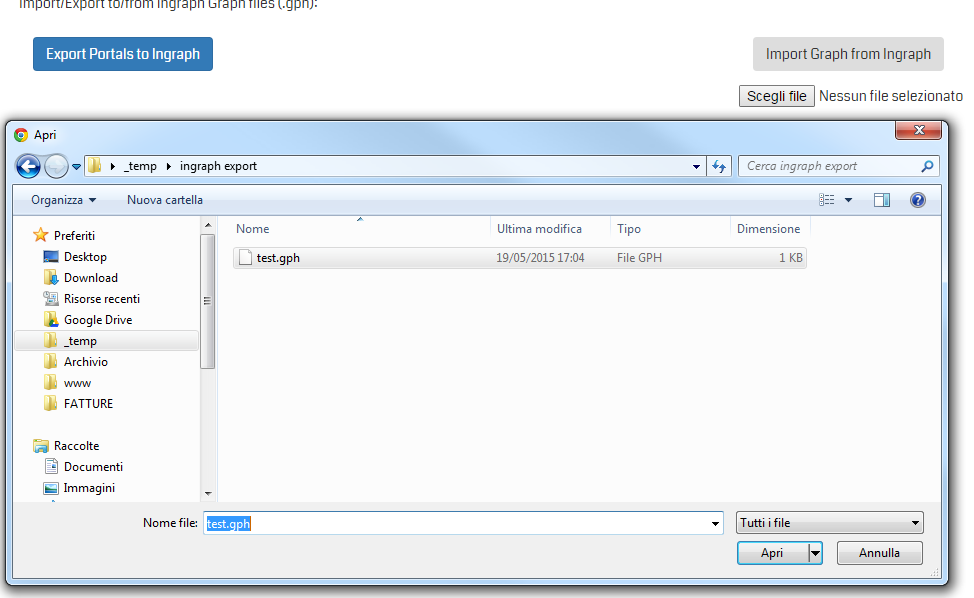 Import/Export to/from Ingraph Graph files (.gph):
Export Portals to Ingraph
Import Graph from Ingraph
Scegli file Nessun file selezionato
Apri
_temp ingraph export
Cerca ingraph export
Organizza
Nuova cartella
Nome
Ultima modifica
Tipo
Dimensione
test.gph
19/05/2015 17:04
File GPH
1 KB
Preferiti
Desktop
Download
Risorse recenti
Google Drive
_temp
Archivio
www
FATTURE
Raccolte
Documenti
Immagini
Nome file: test.gph
Tutti i file
Apri
Annulla